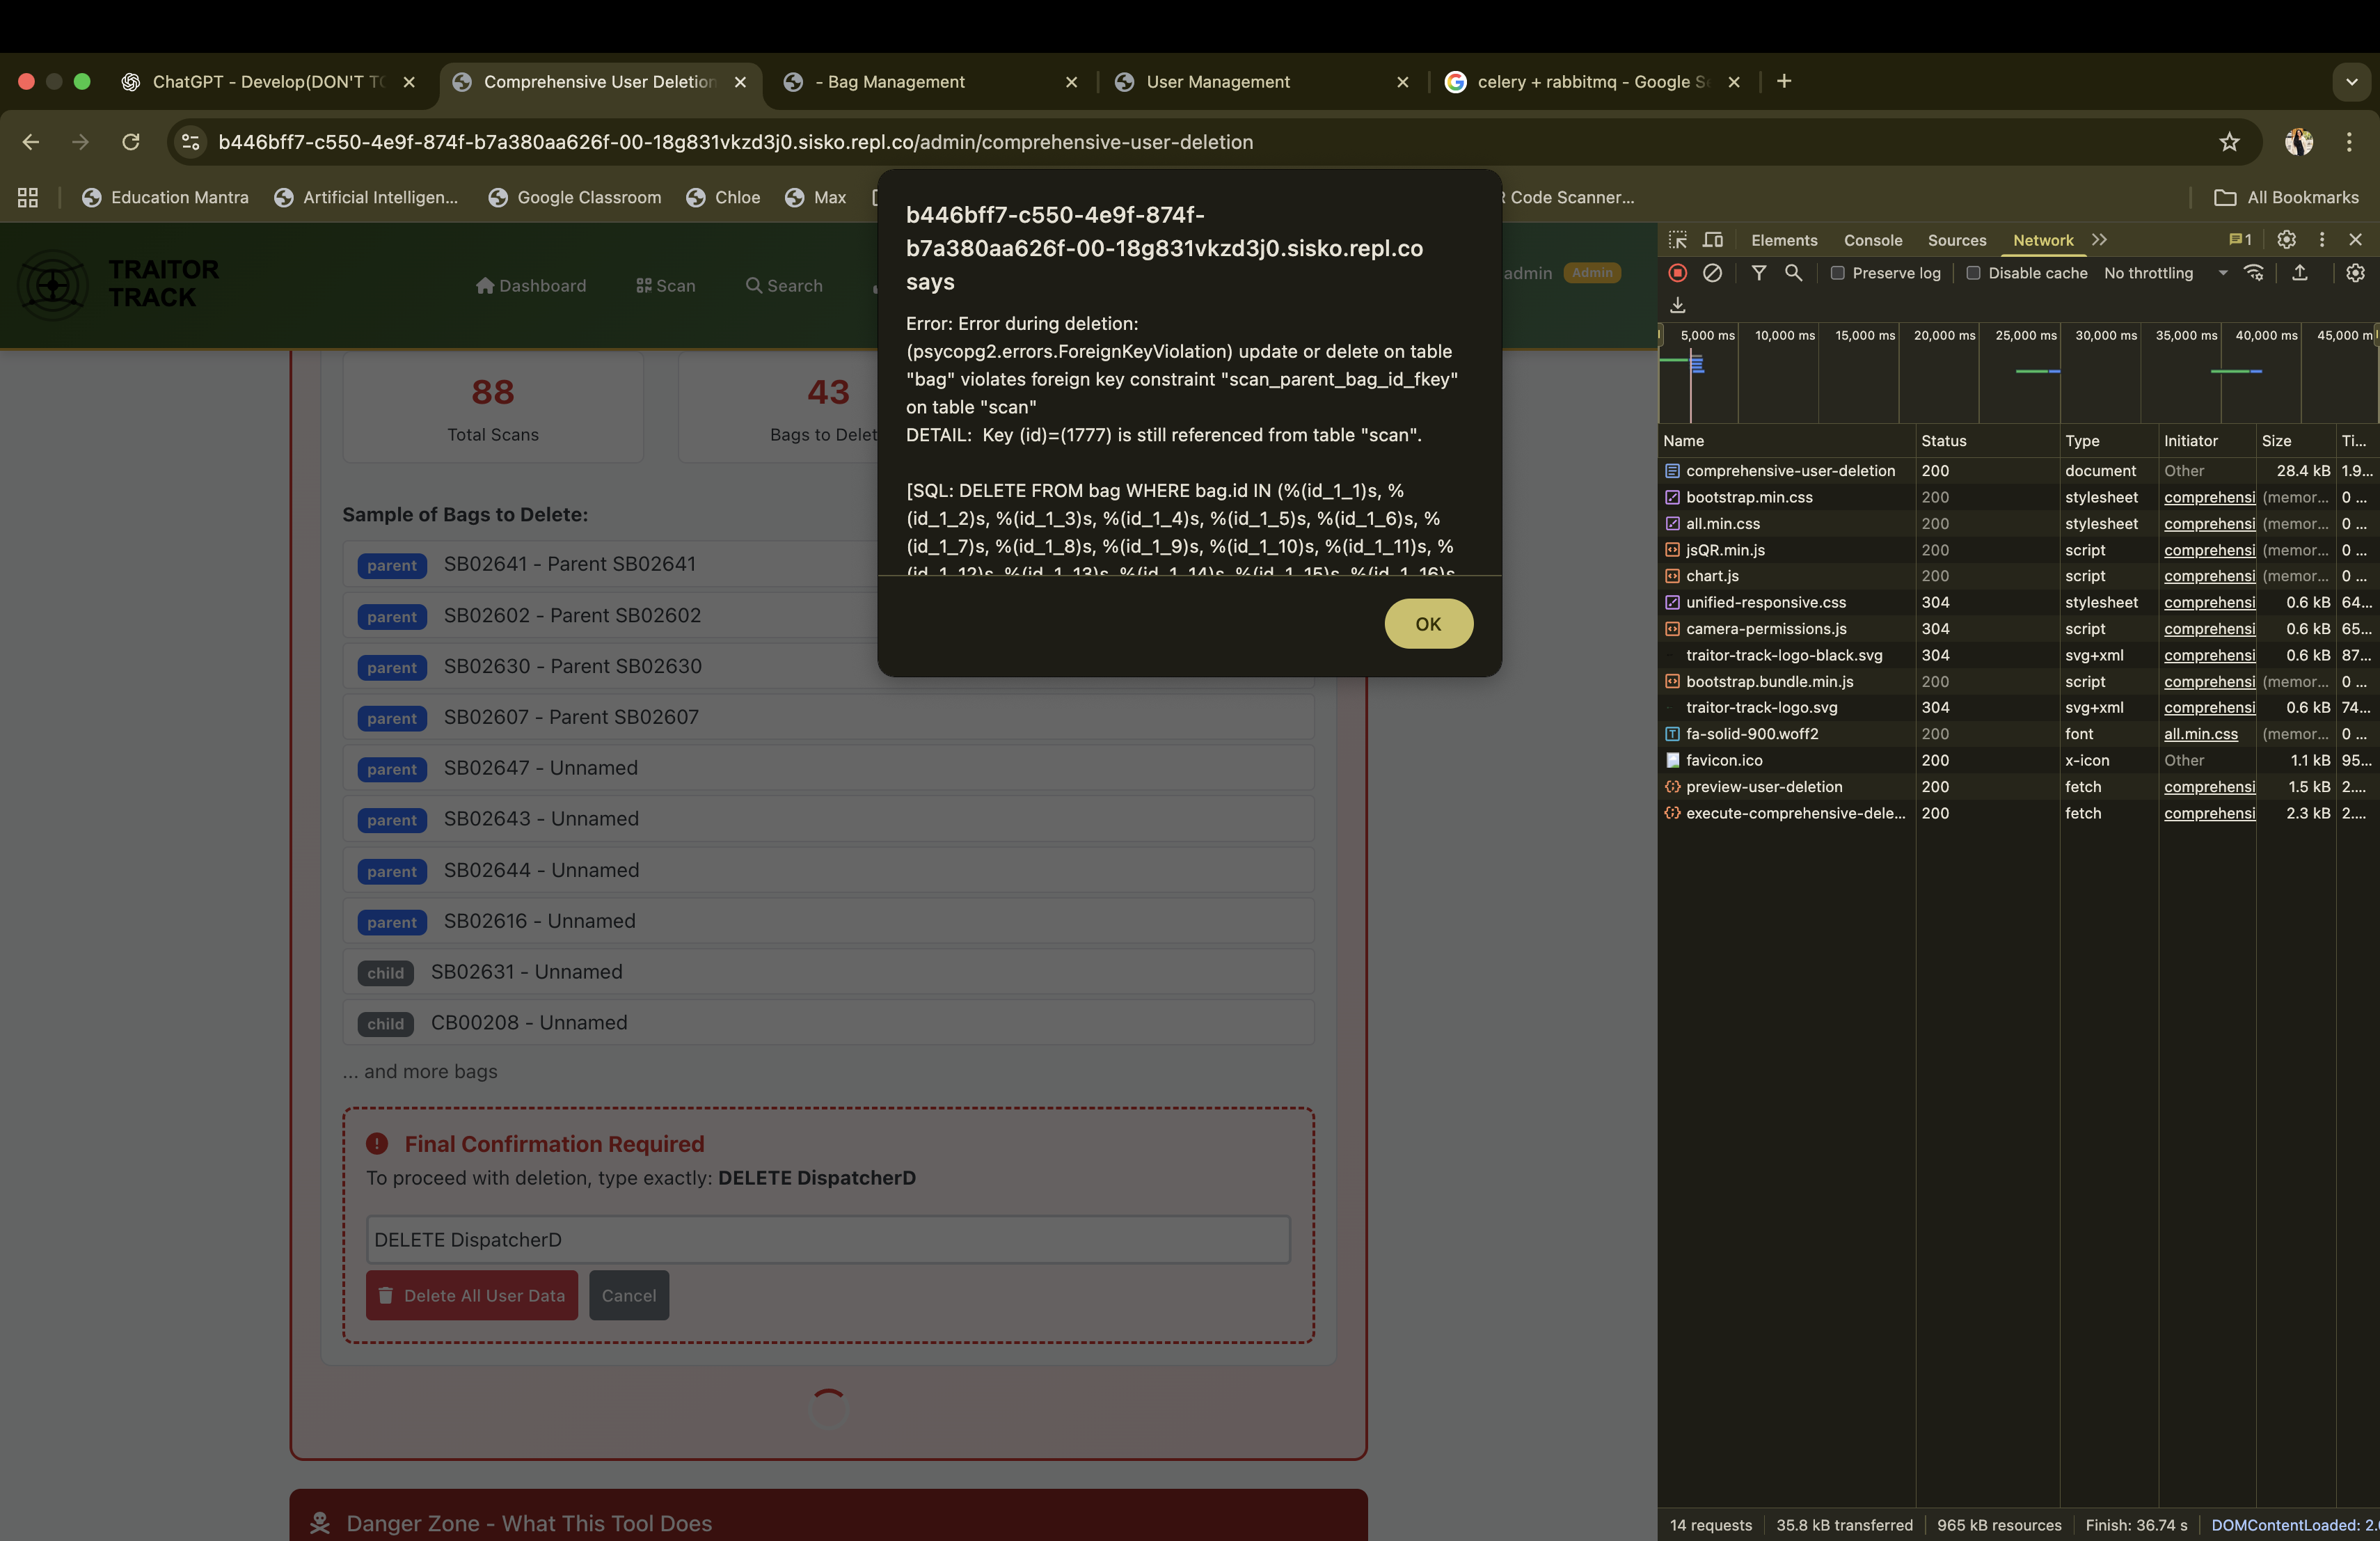 ChatGPT - Develop(DON'T TO
Comprehensive User Deletion
- Bag Management
User Management
celery + rabbitmq - Google Se
b446bff7-c550-4e9f-874f-b7a380aa626f-00-18g831vkzd3j0.sisko.repl.co/admin/comprehensive-user-deletion
Education Mantra
Artificial Intelligen...
Google Classroom
Chloe
Max
R Code Scanner...
All Bookmarks
TRAITOR
TRACK
Dashboard
Scan
Search
admin
Admin
88
Total Scans
43
Bags to Delet
Sample of Bags to Delete:
parent SB02641 - Parent SB02641
parent SB02602 - Parent SB02602
parent SB02630 - Parent SB02630
parent SB02607 - Parent SB02607
parent SB02647 - Unnamed
parent SB02643 - Unnamed
parent SB02644 - Unnamed
parent SB02616 - Unnamed
child SB02631 - Unnamed
child CB00208 - Unnamed
... and more bags
Final Confirmation Required
To proceed with deletion, type exactly: DELETE DispatcherD
DELETE DispatcherD
Delete All User Data
Cancel
Danger Zone - What This Tool Does
b446bff7-c550-4e9f-874f-
b7a380aa626f-00-18g831vkzd3j0.sisko.repl.co
says
Error: Error during deletion:
(psycopg2.errors.ForeignKeyViolation) update or delete on table
"bag" violates foreign key constraint "scan_parent_bag_id_fkey"
on table "scan"
DETAIL:  Key (id)=(1777) is still referenced from table "scan".
[SQL: DELETE FROM bag WHERE bag.id IN (%(id_1_1)s, %
(id_1_2)s, %(id_1_3)s, %(id_1_4)s, %(id_1_5)s, %(id_1_6)s, %
(id_1_7)s, %(id_1_8)s, %(id_1_9)s, %(id_1_10)s, %(id_1_11)s, %
(id_1_12)s, %(id_1_13)s, %(id_1_14)s, %(id_1_15)s, %(id_1_16)s
OK
Elements
Console
Sources
Network
1
Preserve log
Disable cache
No throttling
5,000 ms
10,000 ms
15,000 ms
20,000 ms
25,000 ms
30,000 ms
35,000 ms
40,000 ms
45,000 m
Name Status Type Initiator Size Ti...
comprehensive-user-deletion 200 document Other 28.4 kB 1.9...
bootstrap.min.css 200 stylesheet comprehensi (memor... 0 ...
all.min.css 200 stylesheet comprehensi (memor... 0 ...
jsQR.min.js 200 script comprehensi (memor... 0 ...
chart.js 200 script comprehensi (memor... 0 ...
unified-responsive.css 304 stylesheet comprehensi 0.6 kB 64...
camera-permissions.js 304 script comprehensi 0.6 kB 65...
traitor-track-logo-black.svg 304 svg+xml comprehensi 0.6 kB 87...
bootstrap.bundle.min.js 200 script comprehensi (memor... 0 ...
traitor-track-logo.svg 304 svg+xml comprehensi 0.6 kB 74...
fa-solid-900.woff2 200 font all.min.css (memor... 0 ...
favicon.ico 200 x-icon Other 1.1 kB 95...
preview-user-deletion 200 fetch comprehensi 1.5 kB 2....
execute-comprehensive-dele... 200 fetch comprehensi 2.3 kB 2....
14 requests
35.8 kB transferred
965 kB resources
Finish: 36.74 s
DOMContentLoaded: 2.